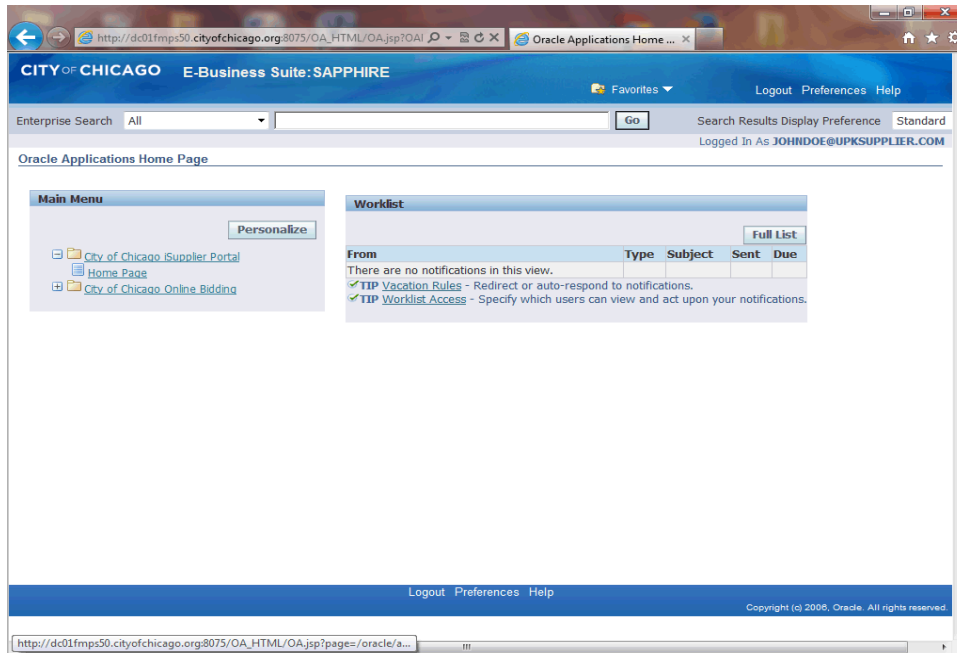 http://dc01fmps50.cityofchicago.org:8075/OA_HTML/OA.jsp?OAI
Oracle Applications Home ...
CITY OF CHICAGO E-Business Suite: SAPPHIRE
Favorites
Logout Preferences Help
Enterprise Search All Go Search Results Display Preference Standard
Logged In As JOHNDOE@UPKSUPPLIER.COM
Oracle Applications Home Page
Main Menu
Personalize
City of Chicago iSupplier Portal
Home Page
City of Chicago Online Bidding
Worklist
Full List
From Type Subject Sent Due
There are no notifications in this view.
TIP Vacation Rules - Redirect or auto-respond to notifications.
TIP Worklist Access - Specify which users can view and act upon your notifications.
Logout Preferences Help
Copyright (c) 2006, Oracle. All rights reserved.
http://dc01fmps50.cityofchicago.org:8075/OA_HTML/OA.jsp?page=/oracle/a...